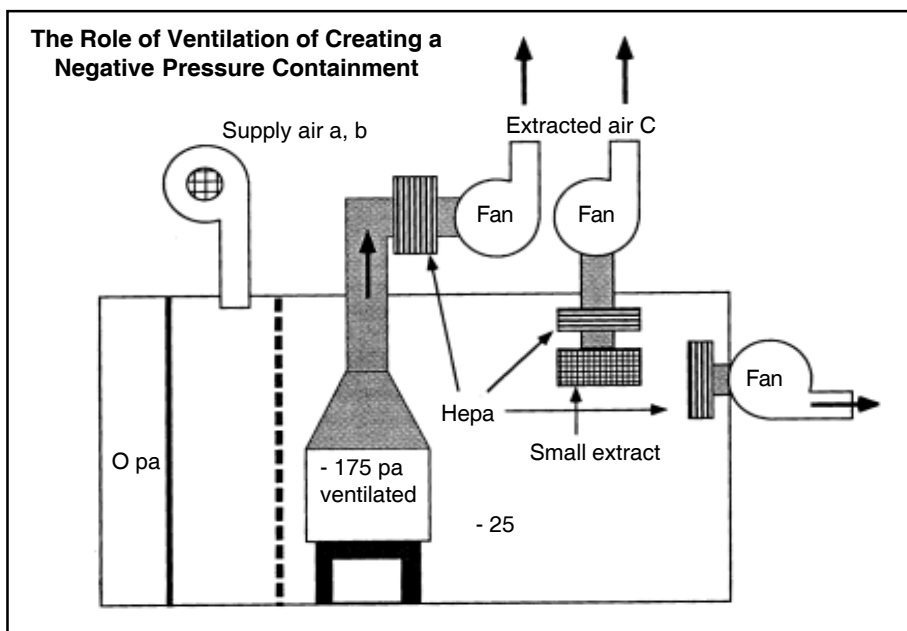 The Role of Ventilation of Creating a
Negative Pressure Containment
Supply air a, b
Extracted air C
Fan
Fan
Fan
Hepa
Small extract
O pa
- 175 pa
ventilated
- 25